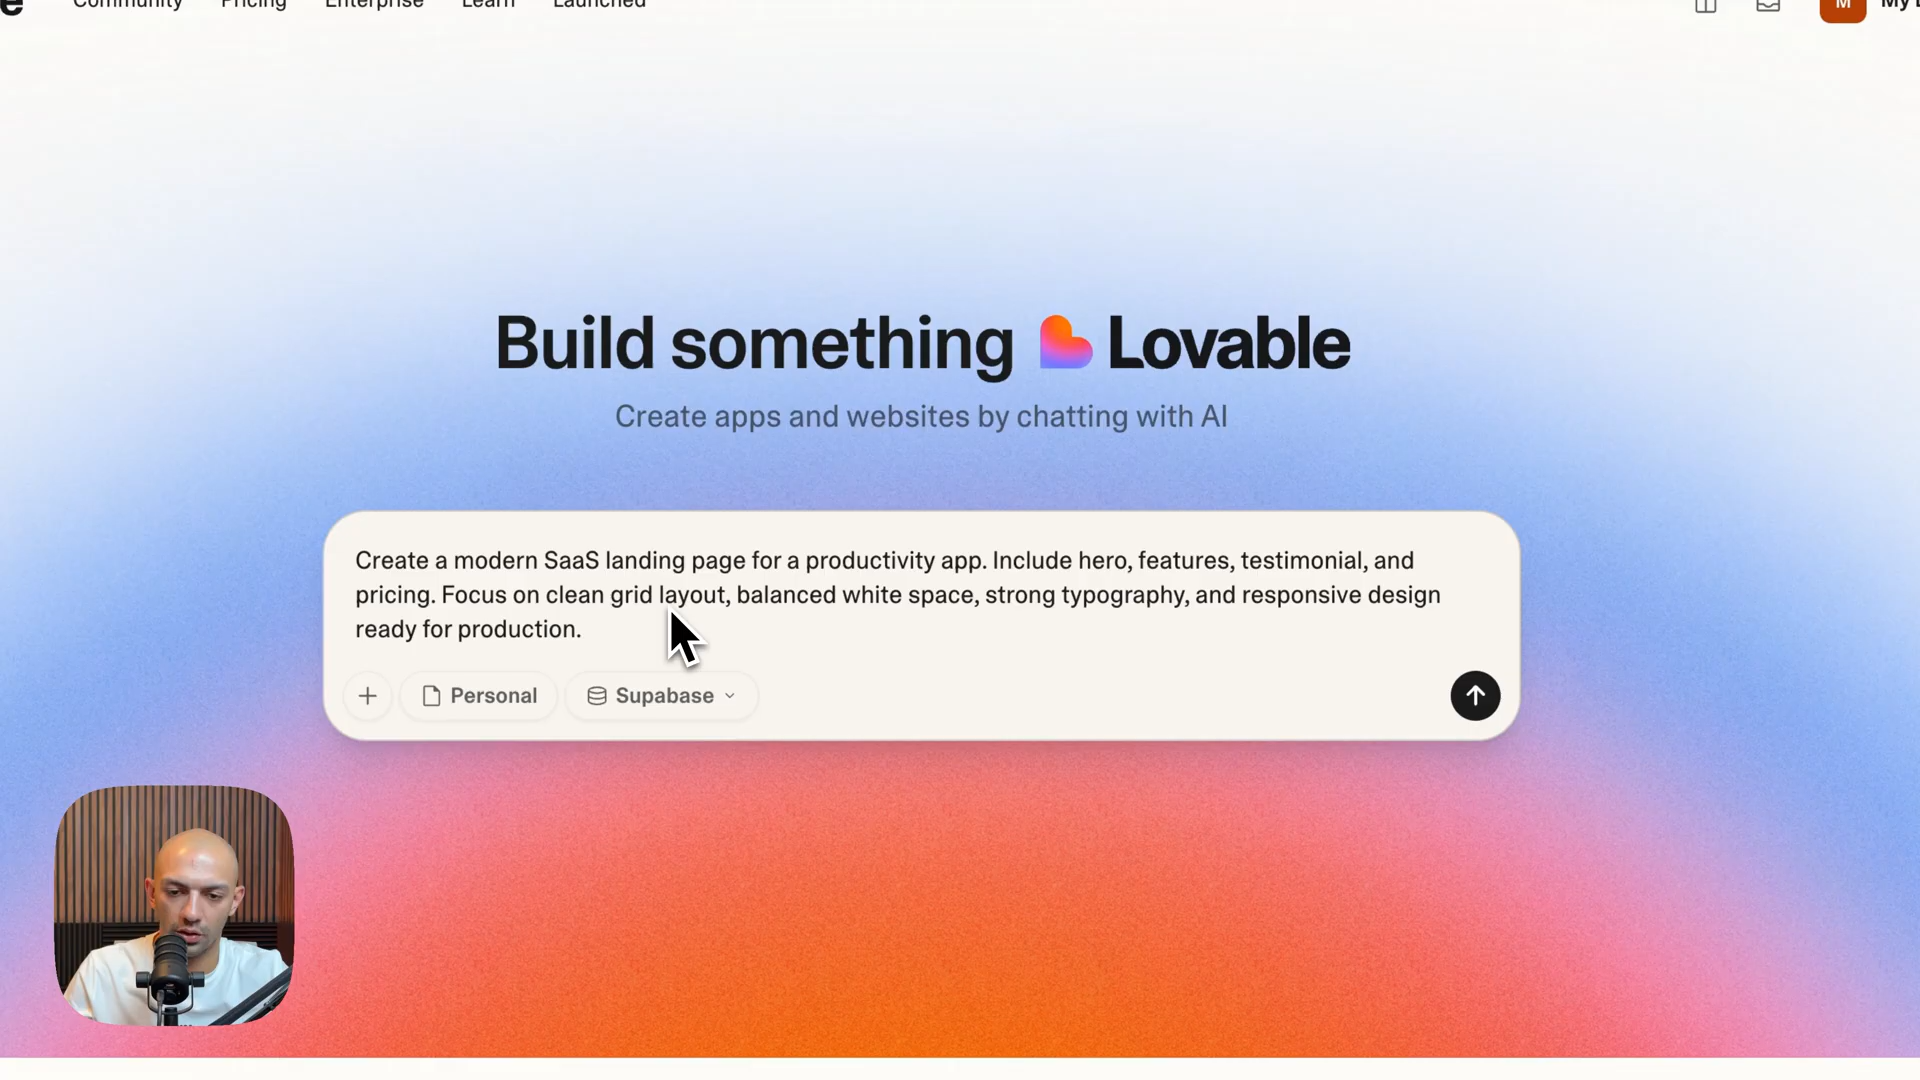 e Community Pricing Enterprise Learn Launched M My
Build something Lovable
Create apps and websites by chatting with AI
Create a modern SaaS landing page for a productivity app. Include hero, features, testimonial, and
pricing. Focus on clean grid layout, balanced white space, strong typography, and responsive design
ready for production.
Personal Supabase